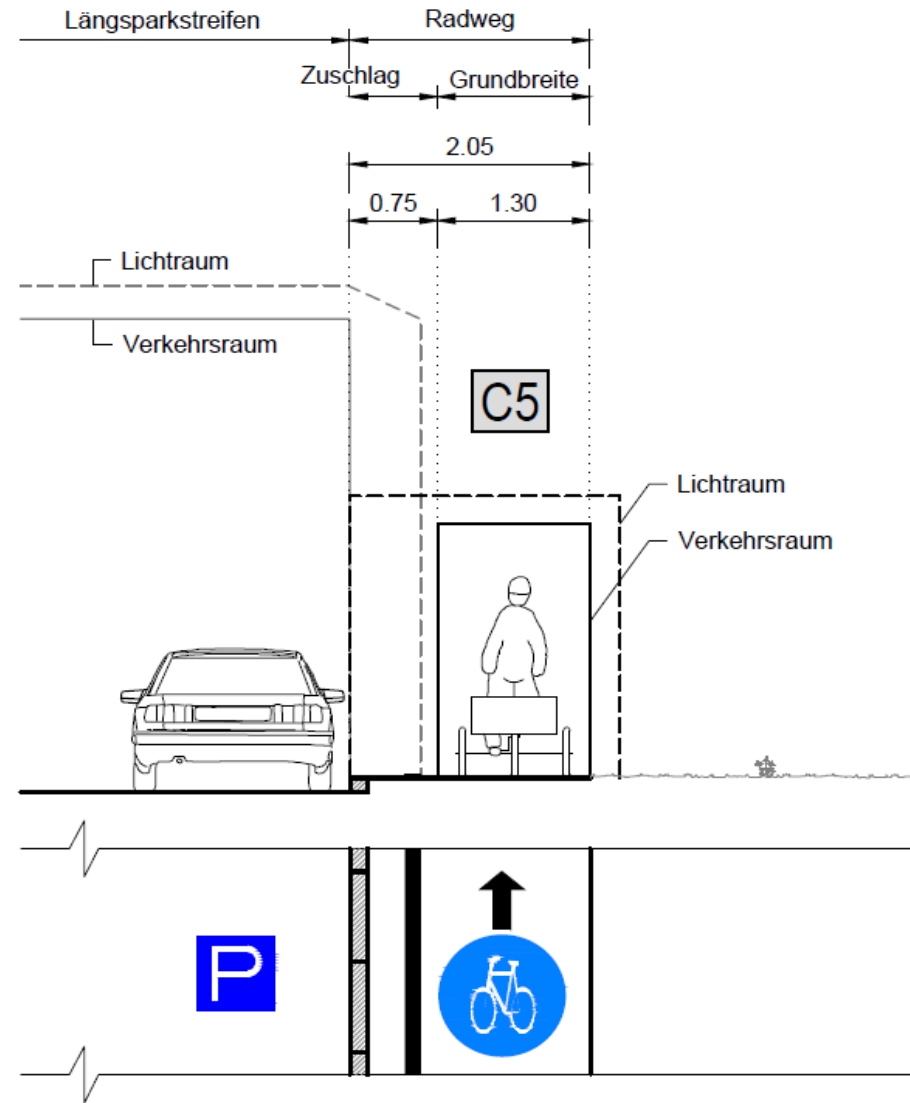 Längsparkstreifen
Radweg
Zuschlag
Grundbreite
2.05
0.75
1.30
Lichtraum
Verkehrsraum
C5
Lichtraum
Verkehrsraum
P